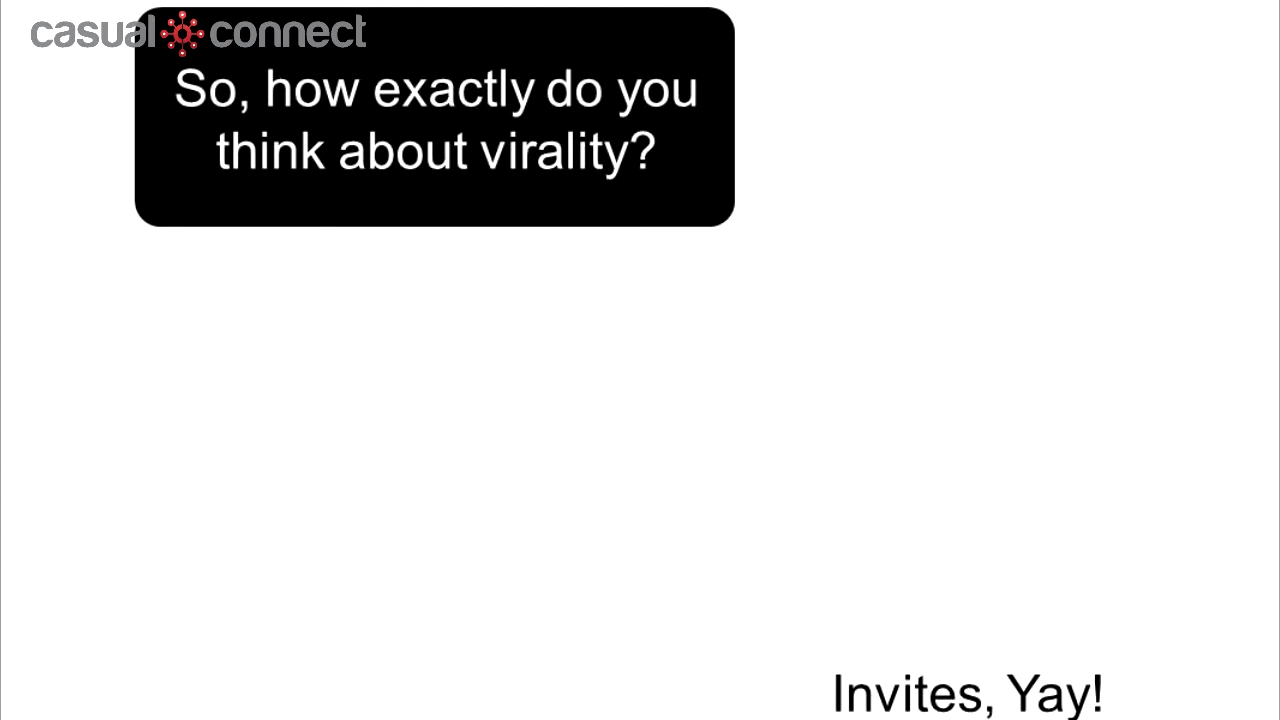 casual connect
So, how exactly do you
think about virality?
Invites, Yay!